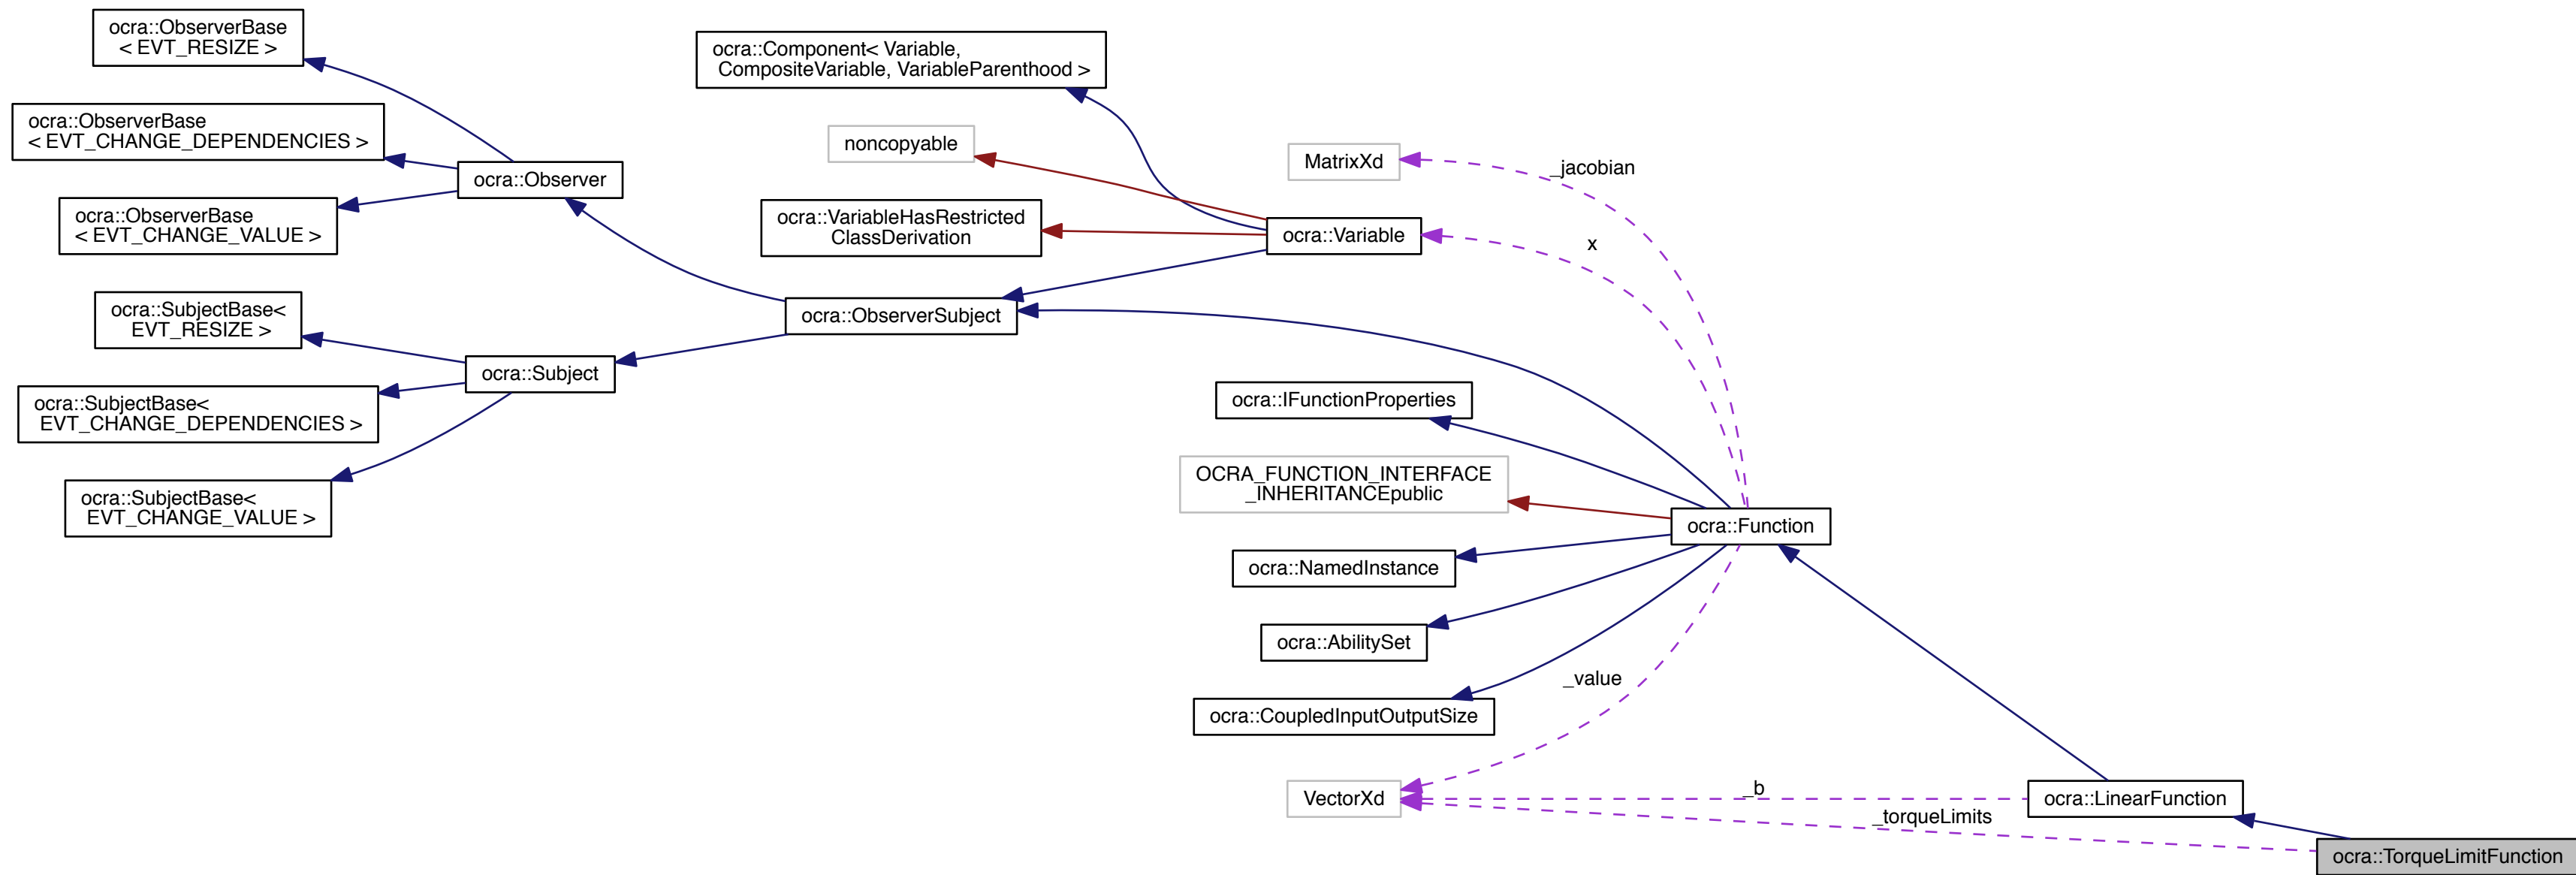 ocra::ObserverBase
< EVT_RESIZE >
ocra::ObserverBase
< EVT_CHANGE_DEPENDENCIES >
ocra::ObserverBase
< EVT_CHANGE_VALUE >
ocra::SubjectBase<
EVT_RESIZE >
ocra::SubjectBase<
EVT_CHANGE_DEPENDENCIES >
ocra::SubjectBase<
EVT_CHANGE_VALUE >
ocra::Observer
ocra::Subject
ocra::Component< Variable,
CompositeVariable, VariableParenthood >
noncopyable
ocra::VariableHasRestricted
ClassDerivation
ocra::ObserverSubject
MatrixXd
ocra::Variable
ocra::IFunctionProperties
OCRA_FUNCTION_INTERFACE
_INHERITANCEpublic
ocra::NamedInstance
ocra::AbilitySet
ocra::CoupledInputOutputSize
VectorXd
_jacobian
x
_value
ocra::Function
_b
_torqueLimits
ocra::LinearFunction
ocra::TorqueLimitFunction